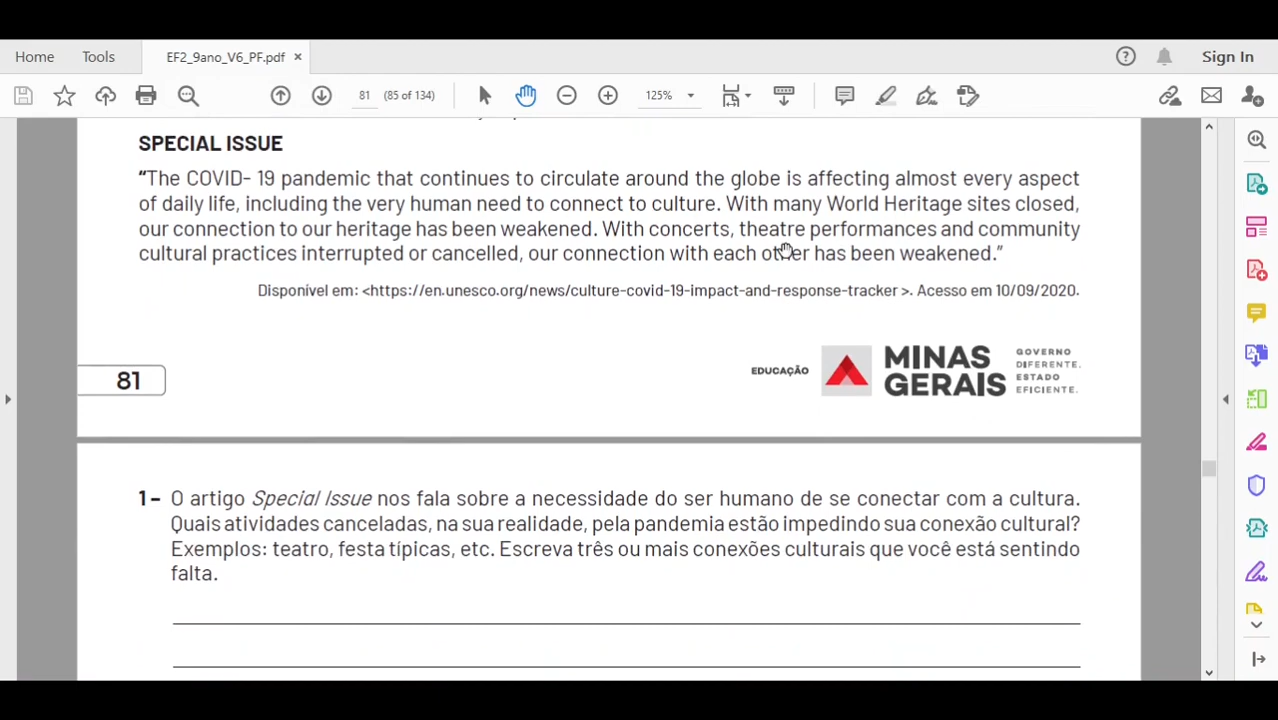 Home
Tools
EF2_9ano_V6_PF.pdf
Sign In
81
(85 of 134)
125%
SPECIAL ISSUE
“The COVID- 19 pandemic that continues to circulate around the globe is affecting almost every aspect
of daily life, including the very human need to connect to culture. With many World Heritage sites closed,
our connection to our heritage has been weakened. With concerts, theatre performances and community
cultural practices interrupted or cancelled, our connection with each other has been weakened.”
Disponível em: <https://en.unesco.org/news/culture-covid-19-impact-and-response-tracker >. Acesso em 10/09/2020.
81
EDUCAÇÃO
MINAS
GERAIS
GOVERNO
DIFERENTE.
ESTADO
EFICIENTE.
1 – O artigo Special Issue nos fala sobre a necessidade do ser humano de se conectar com a cultura.
Quais atividades canceladas, na sua realidade, pela pandemia estão impedindo sua conexão cultural?
Exemplos: teatro, festa típicas, etc. Escreva três ou mais conexões culturais que você está sentindo
falta.